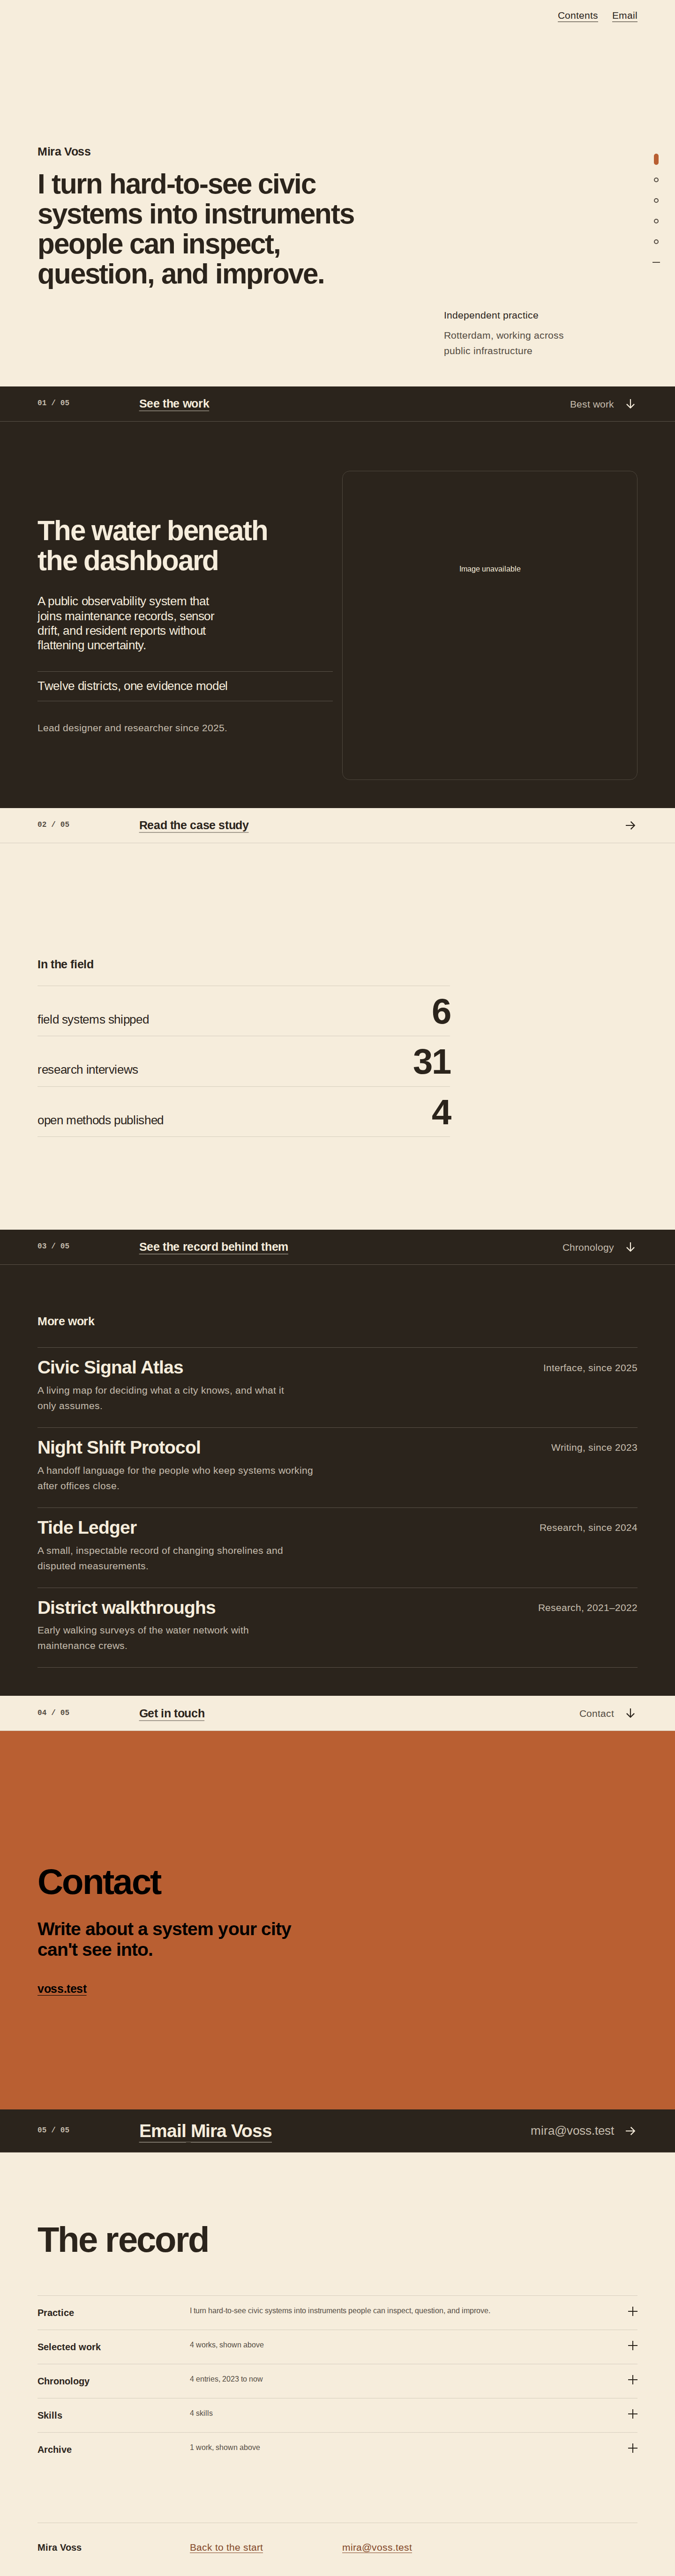 Contents Email
Mira Voss
I turn hard-to-see civic
systems into instruments
people can inspect,
question, and improve.
Independent practice
Rotterdam, working across
public infrastructure
01 / 05 See the work Best work
The water beneath
the dashboard
A public observability system that
joins maintenance records, sensor
drift, and resident reports without
flattening uncertainty.
Twelve districts, one evidence model
Lead designer and researcher since 2025.
Image unavailable
02 / 05 Read the case study
In the field
field systems shipped 6
research interviews 31
open methods published 4
03 / 05 See the record behind them Chronology
More work
Civic Signal Atlas Interface, since 2025
A living map for deciding what a city knows, and what it
only assumes.
Night Shift Protocol Writing, since 2023
A handoff language for the people who keep systems working
after offices close.
Tide Ledger Research, since 2024
A small, inspectable record of changing shorelines and
disputed measurements.
District walkthroughs Research, 2021–2022
Early walking surveys of the water network with
maintenance crews.
04 / 05 Get in touch Contact
Contact
Write about a system your city
can't see into.
voss.test
05 / 05 Email Mira Voss mira@voss.test
The record
Practice I turn hard-to-see civic systems into instruments people can inspect, question, and improve.
Selected work 4 works, shown above
Chronology 4 entries, 2023 to now
Skills 4 skills
Archive 1 work, shown above
Mira Voss Back to the start mira@voss.test